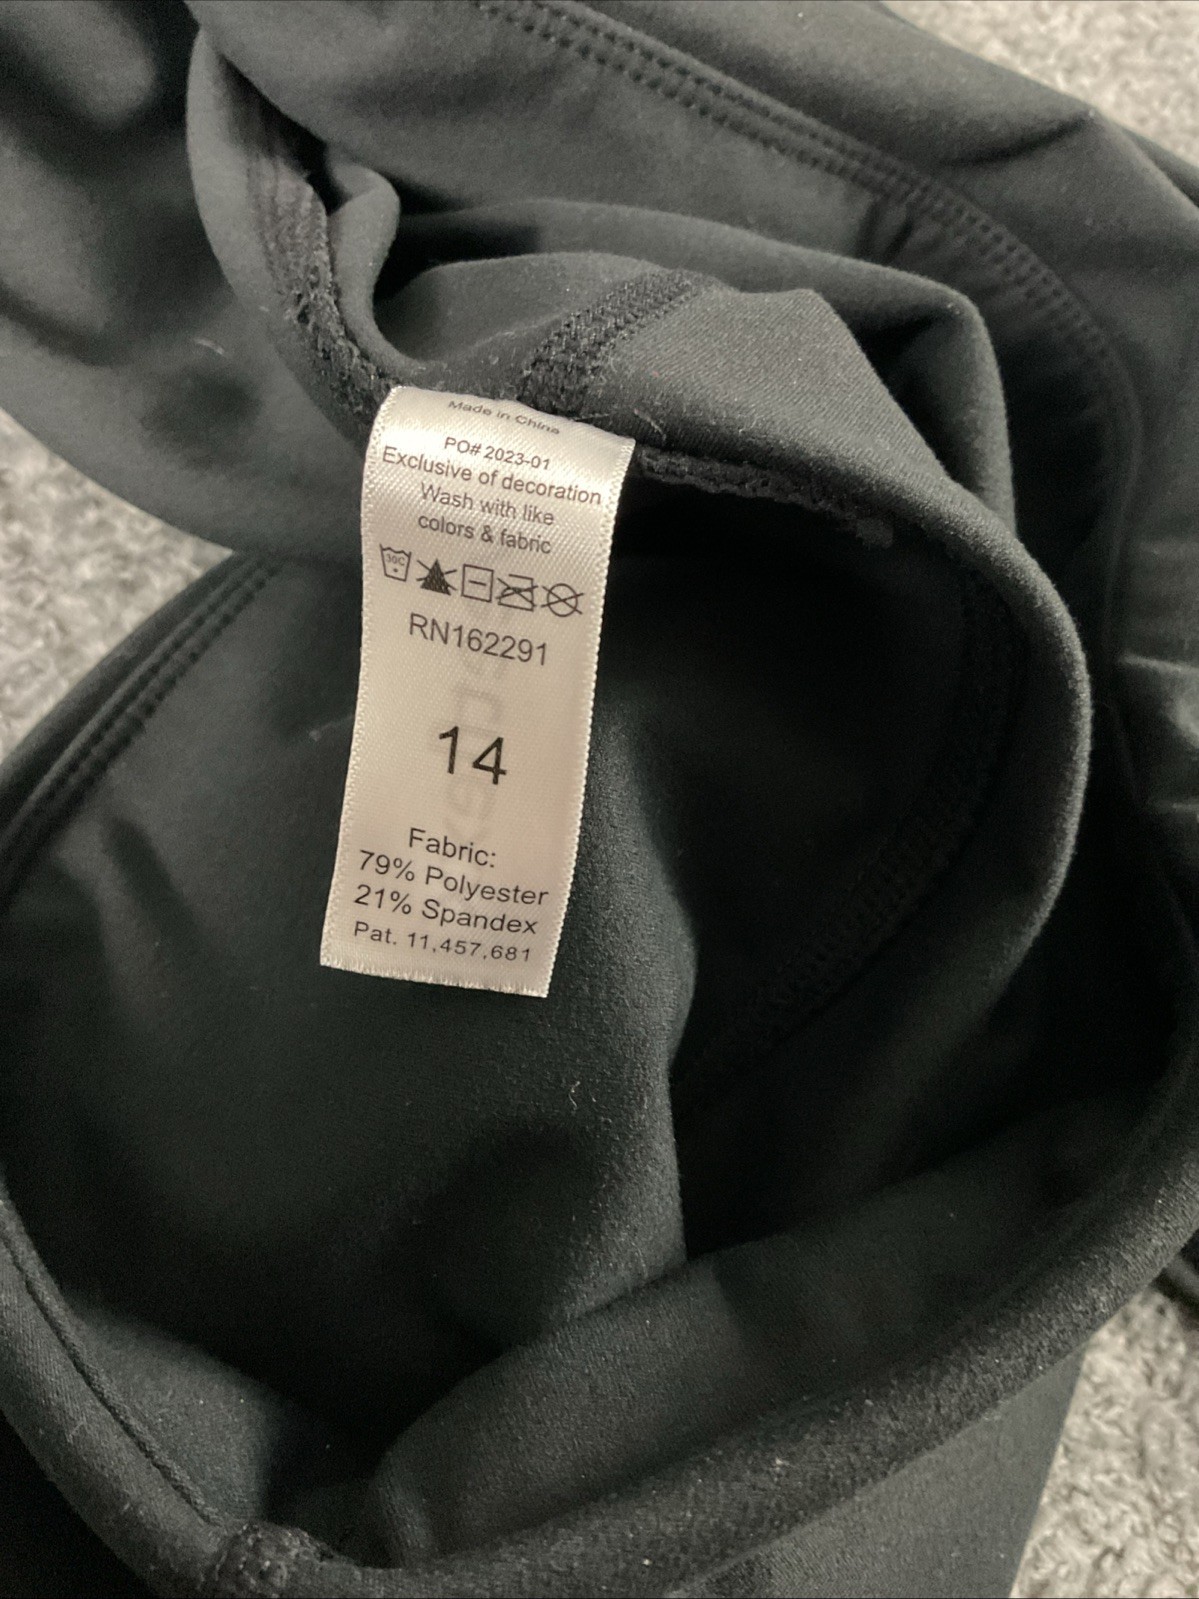 Made in China
PO# 2023-01
Exclusive of decoration
Wash with like
colors & fabric
30C
RN162291
14
Fabric:
79% Polyester
21% Spandex
Pat. 11,457,681